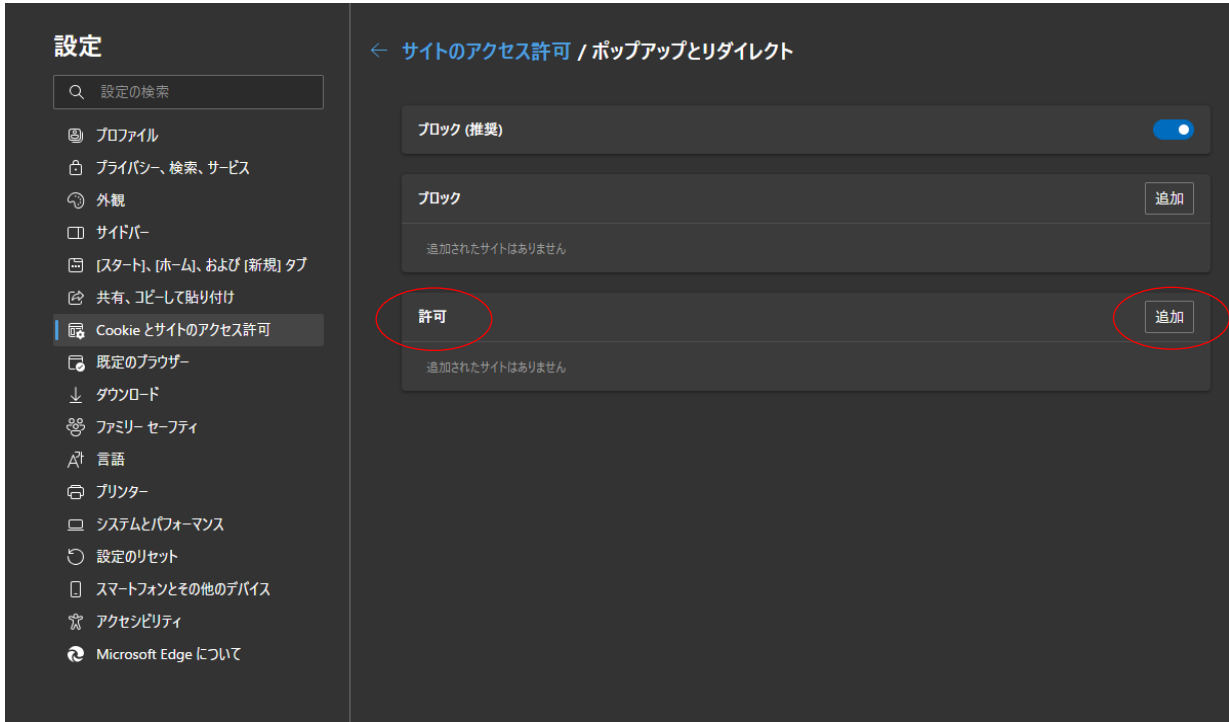 設定
設定の検索
プロファイル
プライバシー、検索、サービス
外観
サイドバー
[スタート]、[ホーム]、および [新規] タブ
共有、コピーして貼り付け
Cookie とサイトのアクセス許可
既定のブラウザー
ダウンロード
ファミリー セーフティ
言語
プリンター
システムとパフォーマンス
設定のリセット
スマートフォンとその他のデバイス
アクセシビリティ
Microsoft Edge について
サイトのアクセス許可 / ポップアップとリダイレクト
ブロック (推奨)
ブロック 追加
追加されたサイトはありません
許可 追加
追加されたサイトはありません